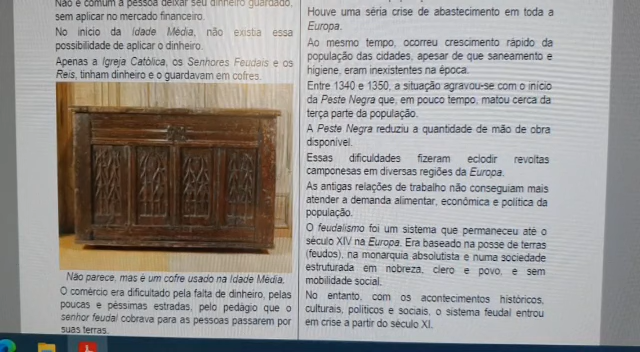 Não é comum a pessoa deixar seu dinheiro guardado,
sem aplicar no mercado financeiro.
No início da Idade Média, não existia essa
possibilidade de aplicar o dinheiro.
Apenas a Igreja Católica, os Senhores Feudais e os
Reis, tinham dinheiro e o guardavam em cofres.
Não parece, mas é um cofre usado na Idade Média.
O comércio era dificultado pela falta de dinheiro, pelas
poucas e péssimas estradas, pelo pedágio que o
senhor feudal cobrava para as pessoas passarem por
suas terras.
Houve uma séria crise de abastecimento em toda a
Europa.
Ao mesmo tempo, ocorreu crescimento rápido da
população das cidades, apesar de que saneamento e
higiene, eram inexistentes na época.
Entre 1340 e 1350, a situação agravou-se com o início
da Peste Negra que, em pouco tempo, matou cerca da
terça parte da população.
A Peste Negra reduziu a quantidade de mão de obra
disponível.
Essas dificuldades fizeram eclodir revoltas
camponesas em diversas regiões da Europa.
As antigas relações de trabalho não conseguiam mais
atender a demanda alimentar, econômica e política da
população.
O feudalismo foi um sistema que permaneceu até o
século XIV na Europa. Era baseado na posse de terras
(feudos), na monarquia absolutista e numa sociedade
estruturada em nobreza, clero e povo, e sem
mobilidade social.
No entanto, com os acontecimentos históricos,
culturais, políticos e sociais, o sistema feudal entrou
em crise a partir do século XI.